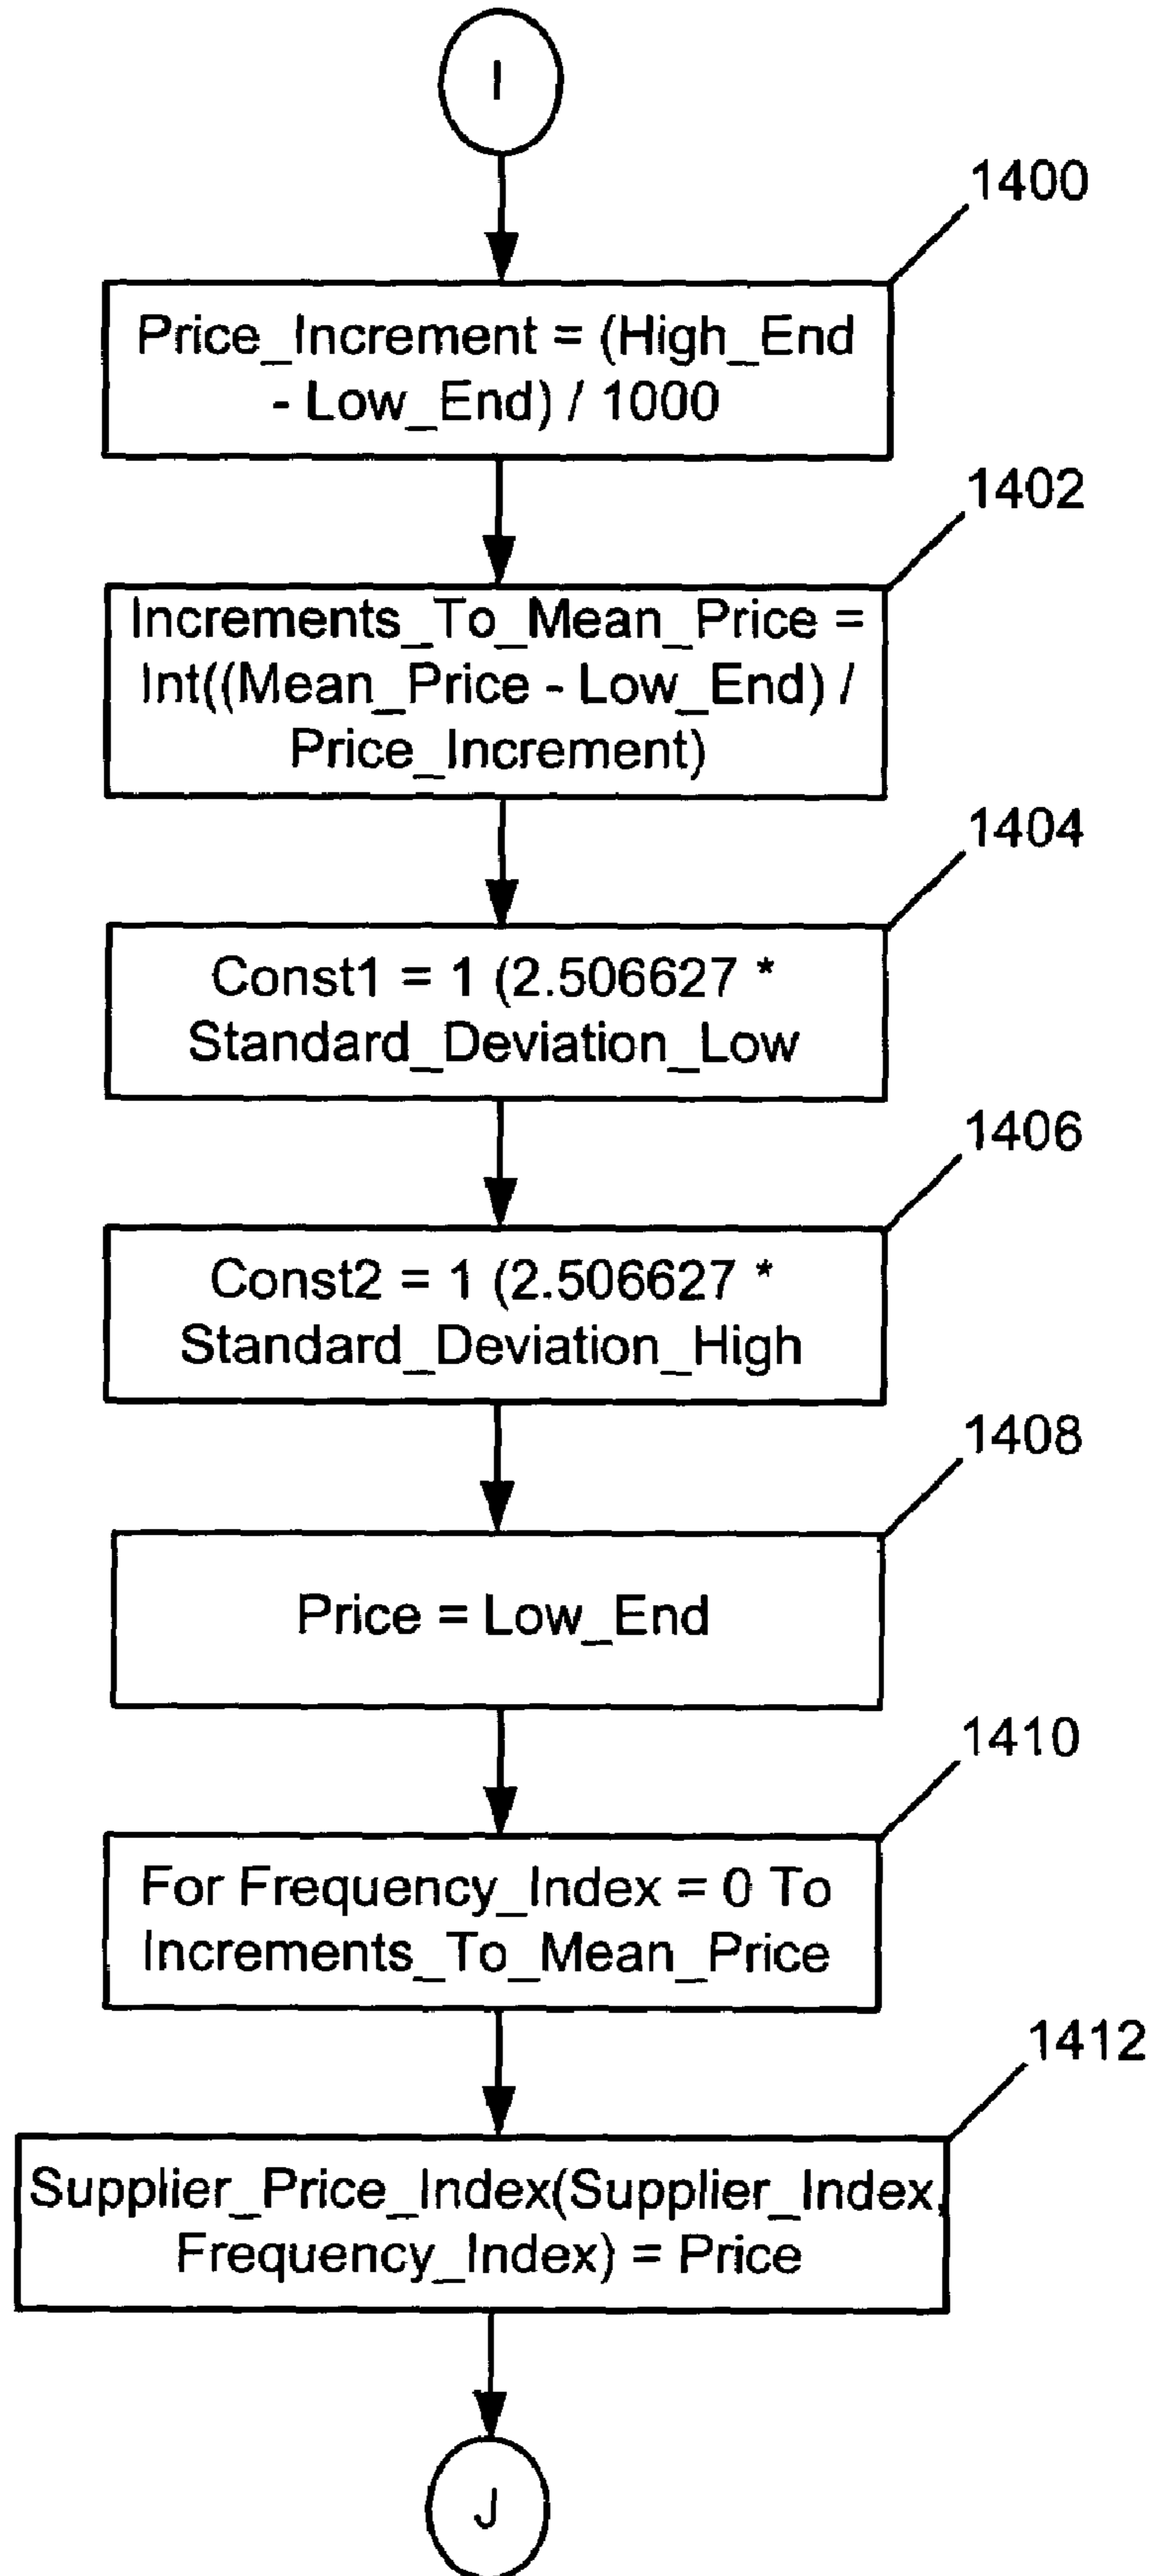 I
1400
Price_Increment = (High_End
- Low_End) / 1000
1402
Increments_To_Mean_Price =
Int((Mean_Price - Low_End) /
Price_Increment)
1404
Const1 = 1 (2.506627 *
Standard_Deviation_Low
1406
Const2 = 1 (2.506627 *
Standard_Deviation_High
1408
Price = Low_End
1410
For Frequency_Index = 0 To
Increments_To_Mean_Price
1412
Supplier_Price_Index(Supplier_Index,
Frequency_Index) = Price
J